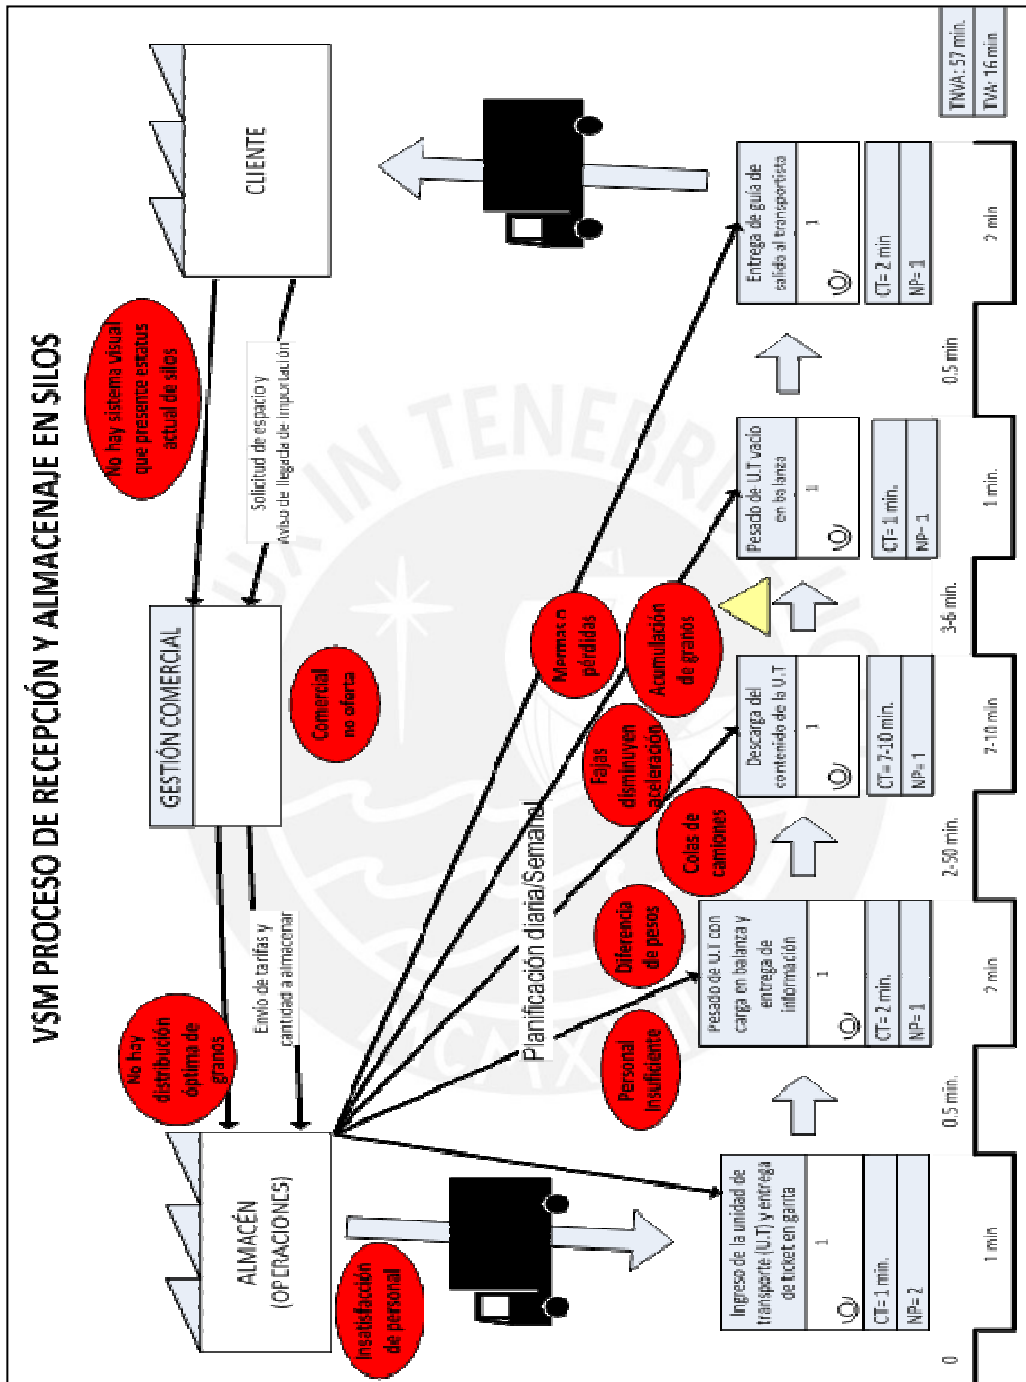 VSM PROCESO DE RECEPCIÓN Y ALMACENAJE EN SILOS
ALMACÉN
(OPERACIONES)
GESTIÓN COMERCIAL
CLIENTE
No hay
distribución
óptima de
granos
Envío de tarifas y
cantidad a almacenar
Comercial
no oferta
No hay sistema visual
que presente estatus
actual de silos
Solicitud de espacio y
Aviso de llegada de importación
Insatisfacción
de personal
Planificación diaria/Semanal
Personal
Insuficiente
Diferencia
de pesos
Colas de
camiones
Fajas
disminuyen
aceleración
Mermas o
pérdidas
Acumulación
de granos
LUX IN TENEBRIS
Ingreso de la unidad de
transporte (U.T) y entrega
de ticket en garita
1
CT= 1 min.
NP= 2
Pesado de U.T con
carga en balanza y
entrega de
información
1
CT= 2 min.
NP= 1
Descarga del
contenido de la U.T
1
CT= 7-10 min.
NP= 1
Pesado de U.T vacío
en balanza
1
CT= 1 min.
NP= 1
Entrega de guía de
salida al transportista
1
CT= 2 min
NP= 1
0
1 min
0.5 min.
2 min
2-50 min.
7-10 min
3-6 min.
1 min.
0.5 min
2 min
TNVA: 57 min.
TVA: 16 min